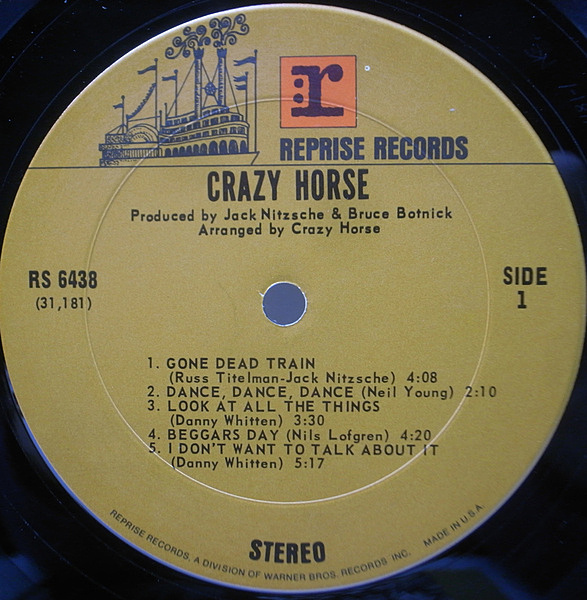 r
REPRISE RECORDS
CRAZY HORSE
Produced by Jack Nitzsche & Bruce Botnick
Arranged by Crazy Horse
RS 6438
(31,181)
SIDE
1
1. GONE DEAD TRAIN
(Russ Titelman-Jack Nitzsche) 4:08
2. DANCE, DANCE, DANCE (Neil Young) 2:10
3. LOOK AT ALL THE THINGS
(Danny Whitten) 3:30
4. BEGGARS DAY (Nils Lofgren) 4:20
5. I DON'T WANT TO TALK ABOUT IT
(Danny Whitten) 5:17
STEREO
REPRISE RECORDS, A DIVISION OF WARNER BROS. RECORDS INC. MADE IN U.S.A.